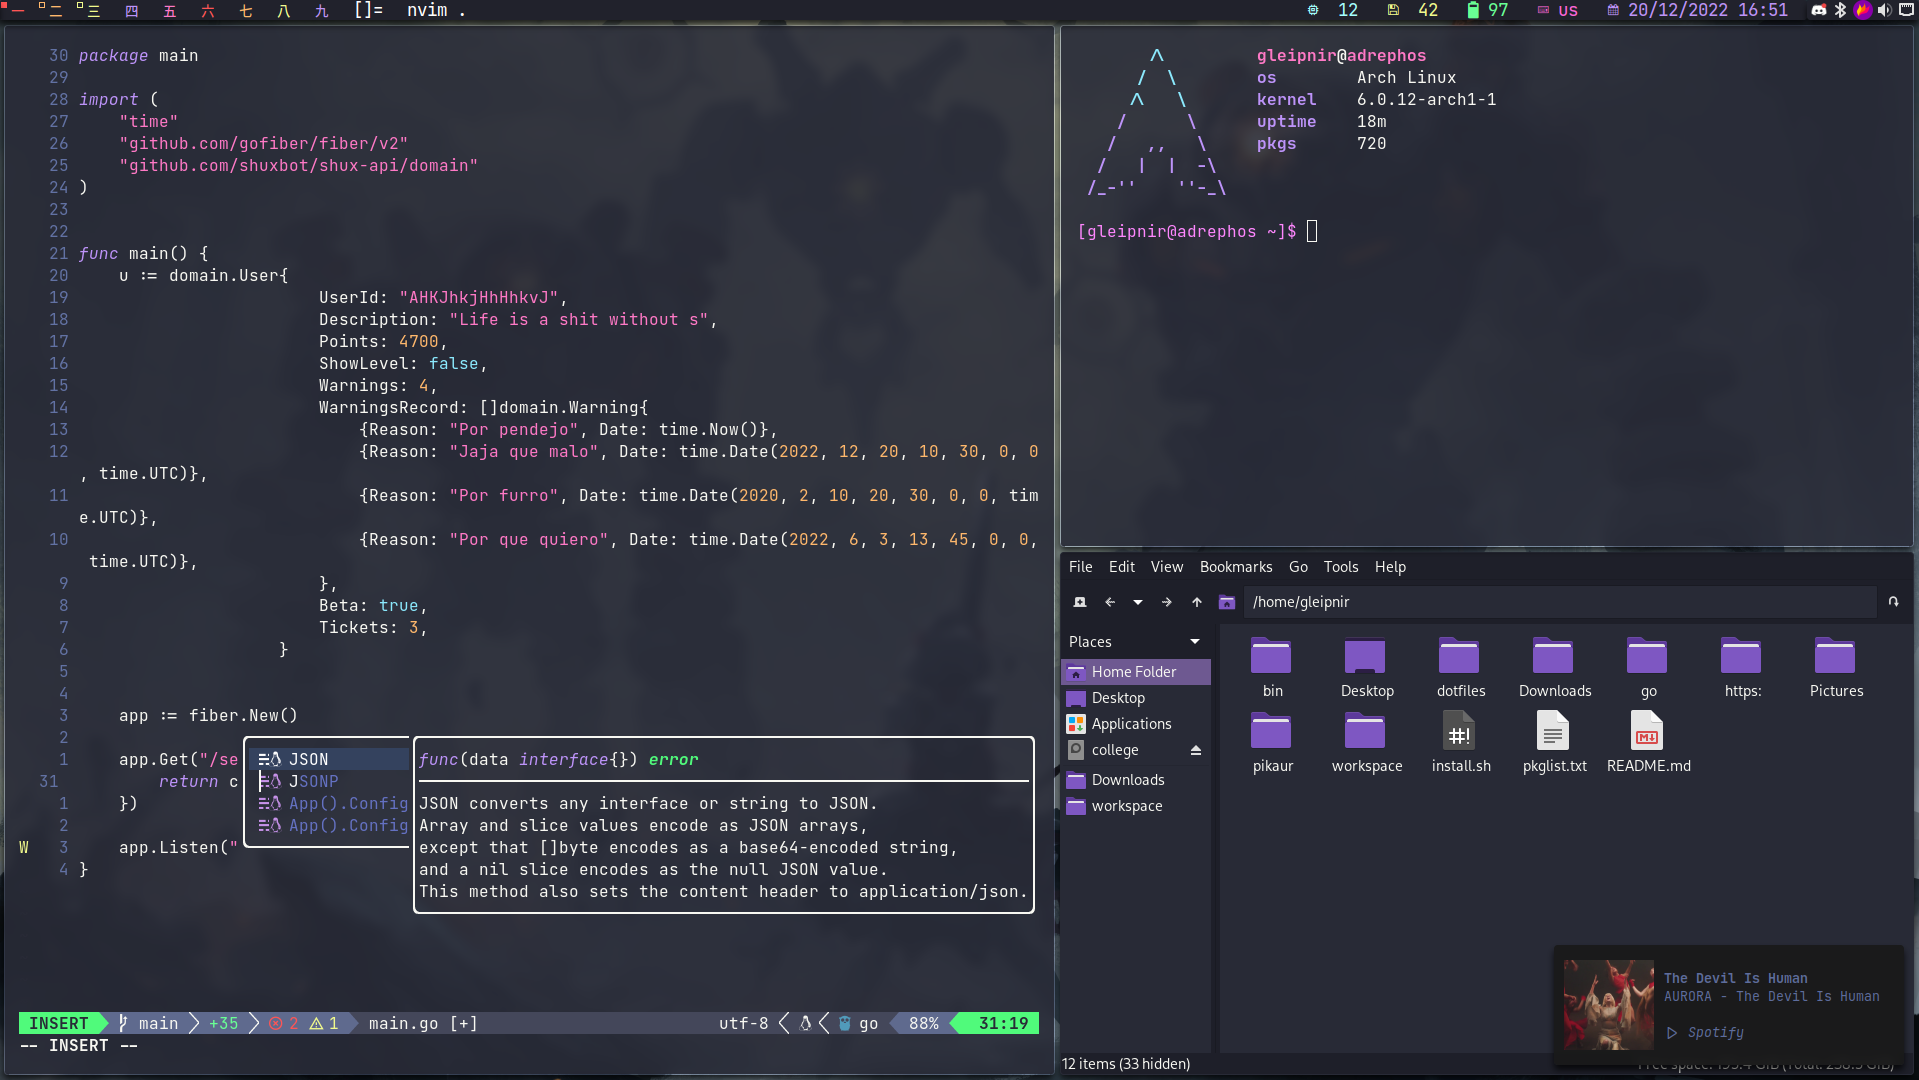 一 二 三 四 五 六 七 八 九 []= nvim .
12 42 97 us 20/12/2022 16:51
30 package main
29
28 import (
27 "time"
26 "github.com/gofiber/fiber/v2"
25 "github.com/shuxbot/shux-api/domain"
24 )
23
22
21 func main() {
20 u := domain.User{
19 UserId: "AHKJhkjHhHhkvJ",
18 Description: "Life is a shit without s",
17 Points: 4700,
16 ShowLevel: false,
15 Warnings: 4,
14 WarningsRecord: []domain.Warning{
13 {Reason: "Por pendejo", Date: time.Now()},
12 {Reason: "Jaja que malo", Date: time.Date(2022, 12, 20, 10, 30, 0, 0
, time.UTC)},
11 {Reason: "Por furro", Date: time.Date(2020, 2, 10, 20, 30, 0, 0, tim
e.UTC)},
10 {Reason: "Por que quiero", Date: time.Date(2022, 6, 3, 13, 45, 0, 0,
time.UTC)},
9 },
8 Beta: true,
7 Tickets: 3,
6 }
5
4
3 app := fiber.New()
2
1 app.Get("/se
31 return c
1 })
2
W 3 app.Listen("
4 }
JSON
JSONP
App().Config
App().Config
func(data interface{}) error
JSON converts any interface or string to JSON.
Array and slice values encode as JSON arrays,
except that []byte encodes as a base64-encoded string,
and a nil slice encodes as the null JSON value.
This method also sets the content header to application/json.
INSERT main +35 2 1 main.go [+] utf-8 go 88% 31:19
-- INSERT --
^
/ \
^ \
/ \
/ ,, \
/ | | -\
/_-'' ''-_\
gleipnir@adrephos
os Arch Linux
kernel 6.0.12-arch1-1
uptime 18m
pkgs 720
[gleipnir@adrephos ~]$
File Edit View Bookmarks Go Tools Help
/home/gleipnir
Places
Home Folder
Desktop
Applications
college
Downloads
workspace
bin Desktop dotfiles Downloads go https: Pictures
#!
pikaur workspace install.sh pkglist.txt README.md
The Devil Is Human
AURORA - The Devil Is Human
Spotify
12 items (33 hidden)